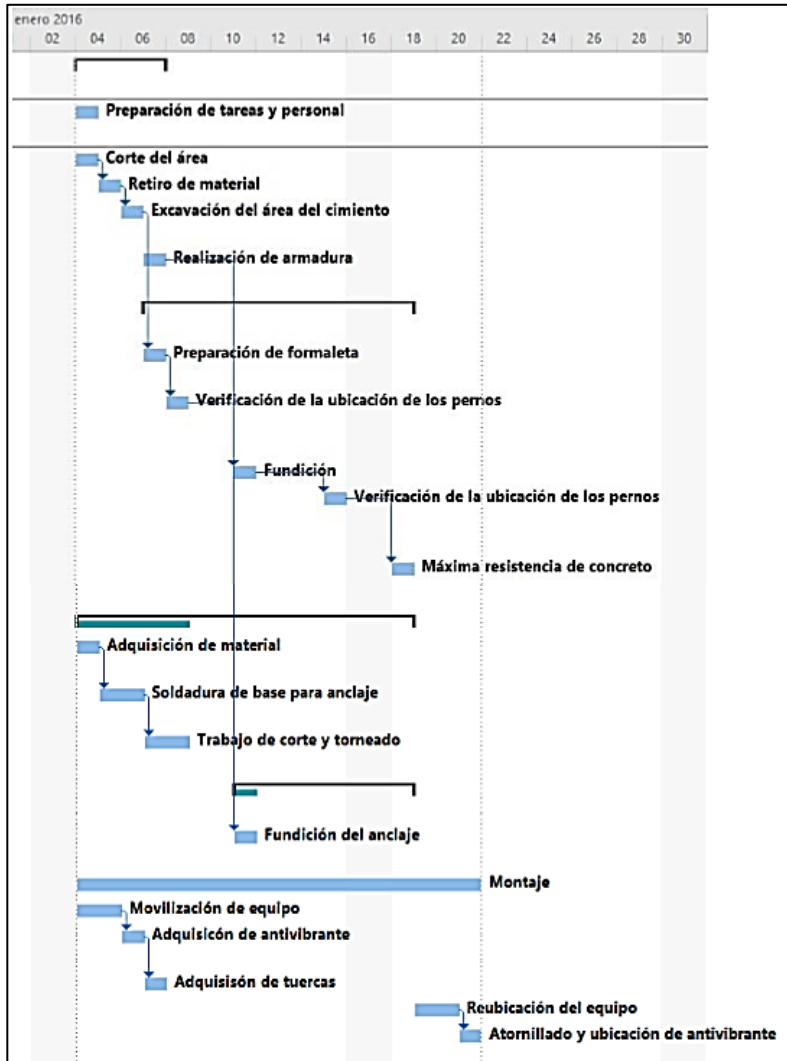 enero 2016
02 04 06 08 10 12 14 16 18 20 22 24 26 28 30
Preparación de tareas y personal
Corte del área
Retiro de material
Excavación del área del cimiento
Realización de armadura
Preparación de formaleta
Verificación de la ubicación de los pernos
Fundición
Verificación de la ubicación de los pernos
Máxima resistencia de concreto
Adquisición de material
Soldadura de base para anclaje
Trabajo de corte y torneado
Fundición del anclaje
Montaje
Movilización de equipo
Adquisicón de antivibrante
Adquisisón de tuercas
Reubicación del equipo
Atornillado y ubicación de antivibrante